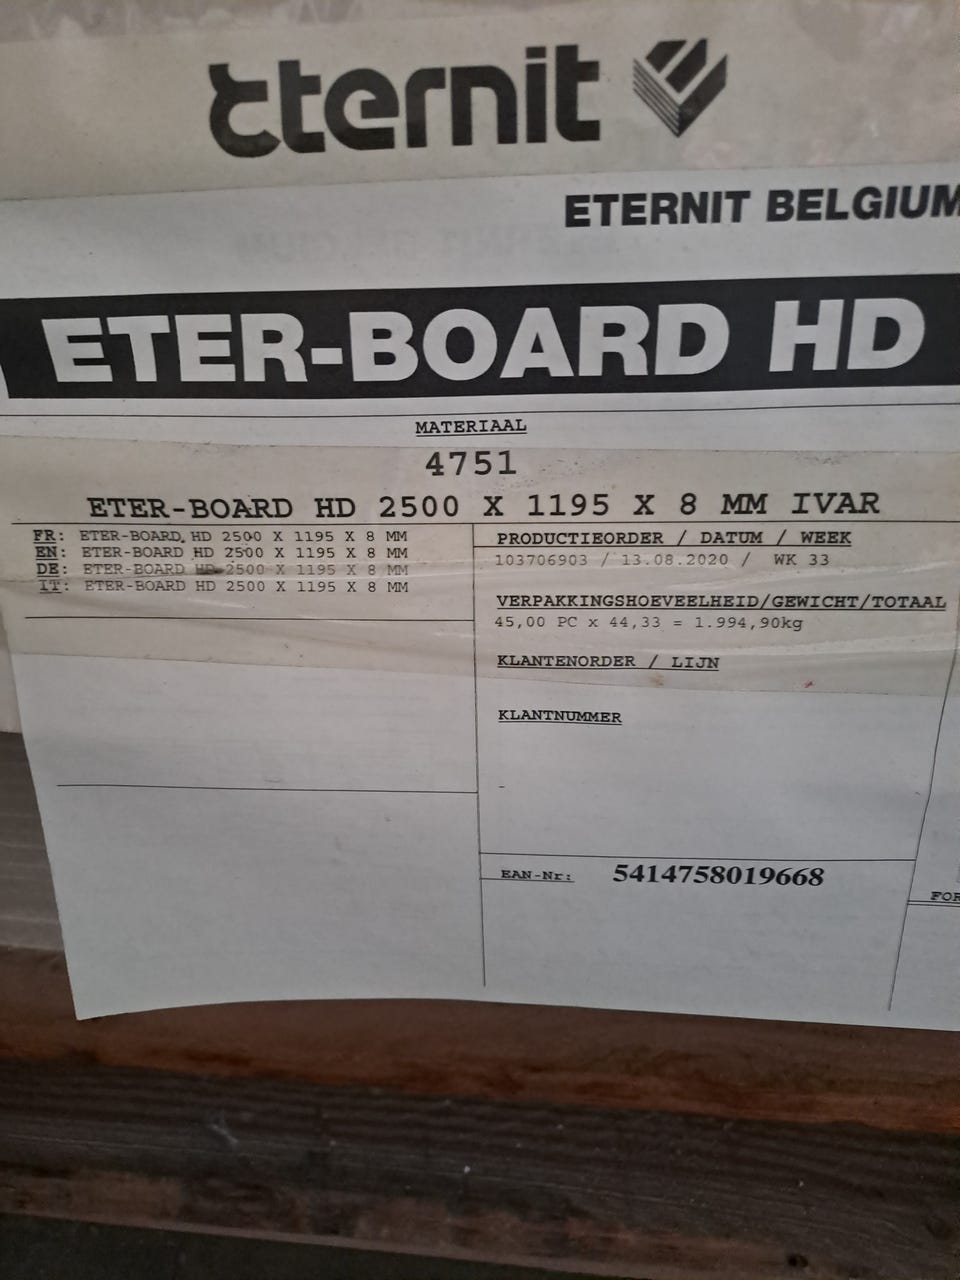 eternit
ETERNIT BELGIUM
ETER-BOARD HD
MATERIAAL
4751
ETER-BOARD HD 2500 X 1195 X 8 MM IVAR
FR: ETER-BOARD HD 2500 X 1195 X 8 MM
EN: ETER-BOARD HD 2500 X 1195 X 8 MM
DE: ETER-BOARD HD 2500 X 1195 X 8 MM
IT: ETER-BOARD HD 2500 X 1195 X 8 MM
PRODUCTIEORDER / DATUM / WEEK
103706903 / 13.08.2020 / WK 33
VERPAKKINGSHOEVEELHEID/GEWICHT/TOTAAL
45,00 PC x 44,33 = 1.994,90kg
KLANTENORDER / LIJN
KLANTNUMMER
-
EAN-Nr: 5414758019668